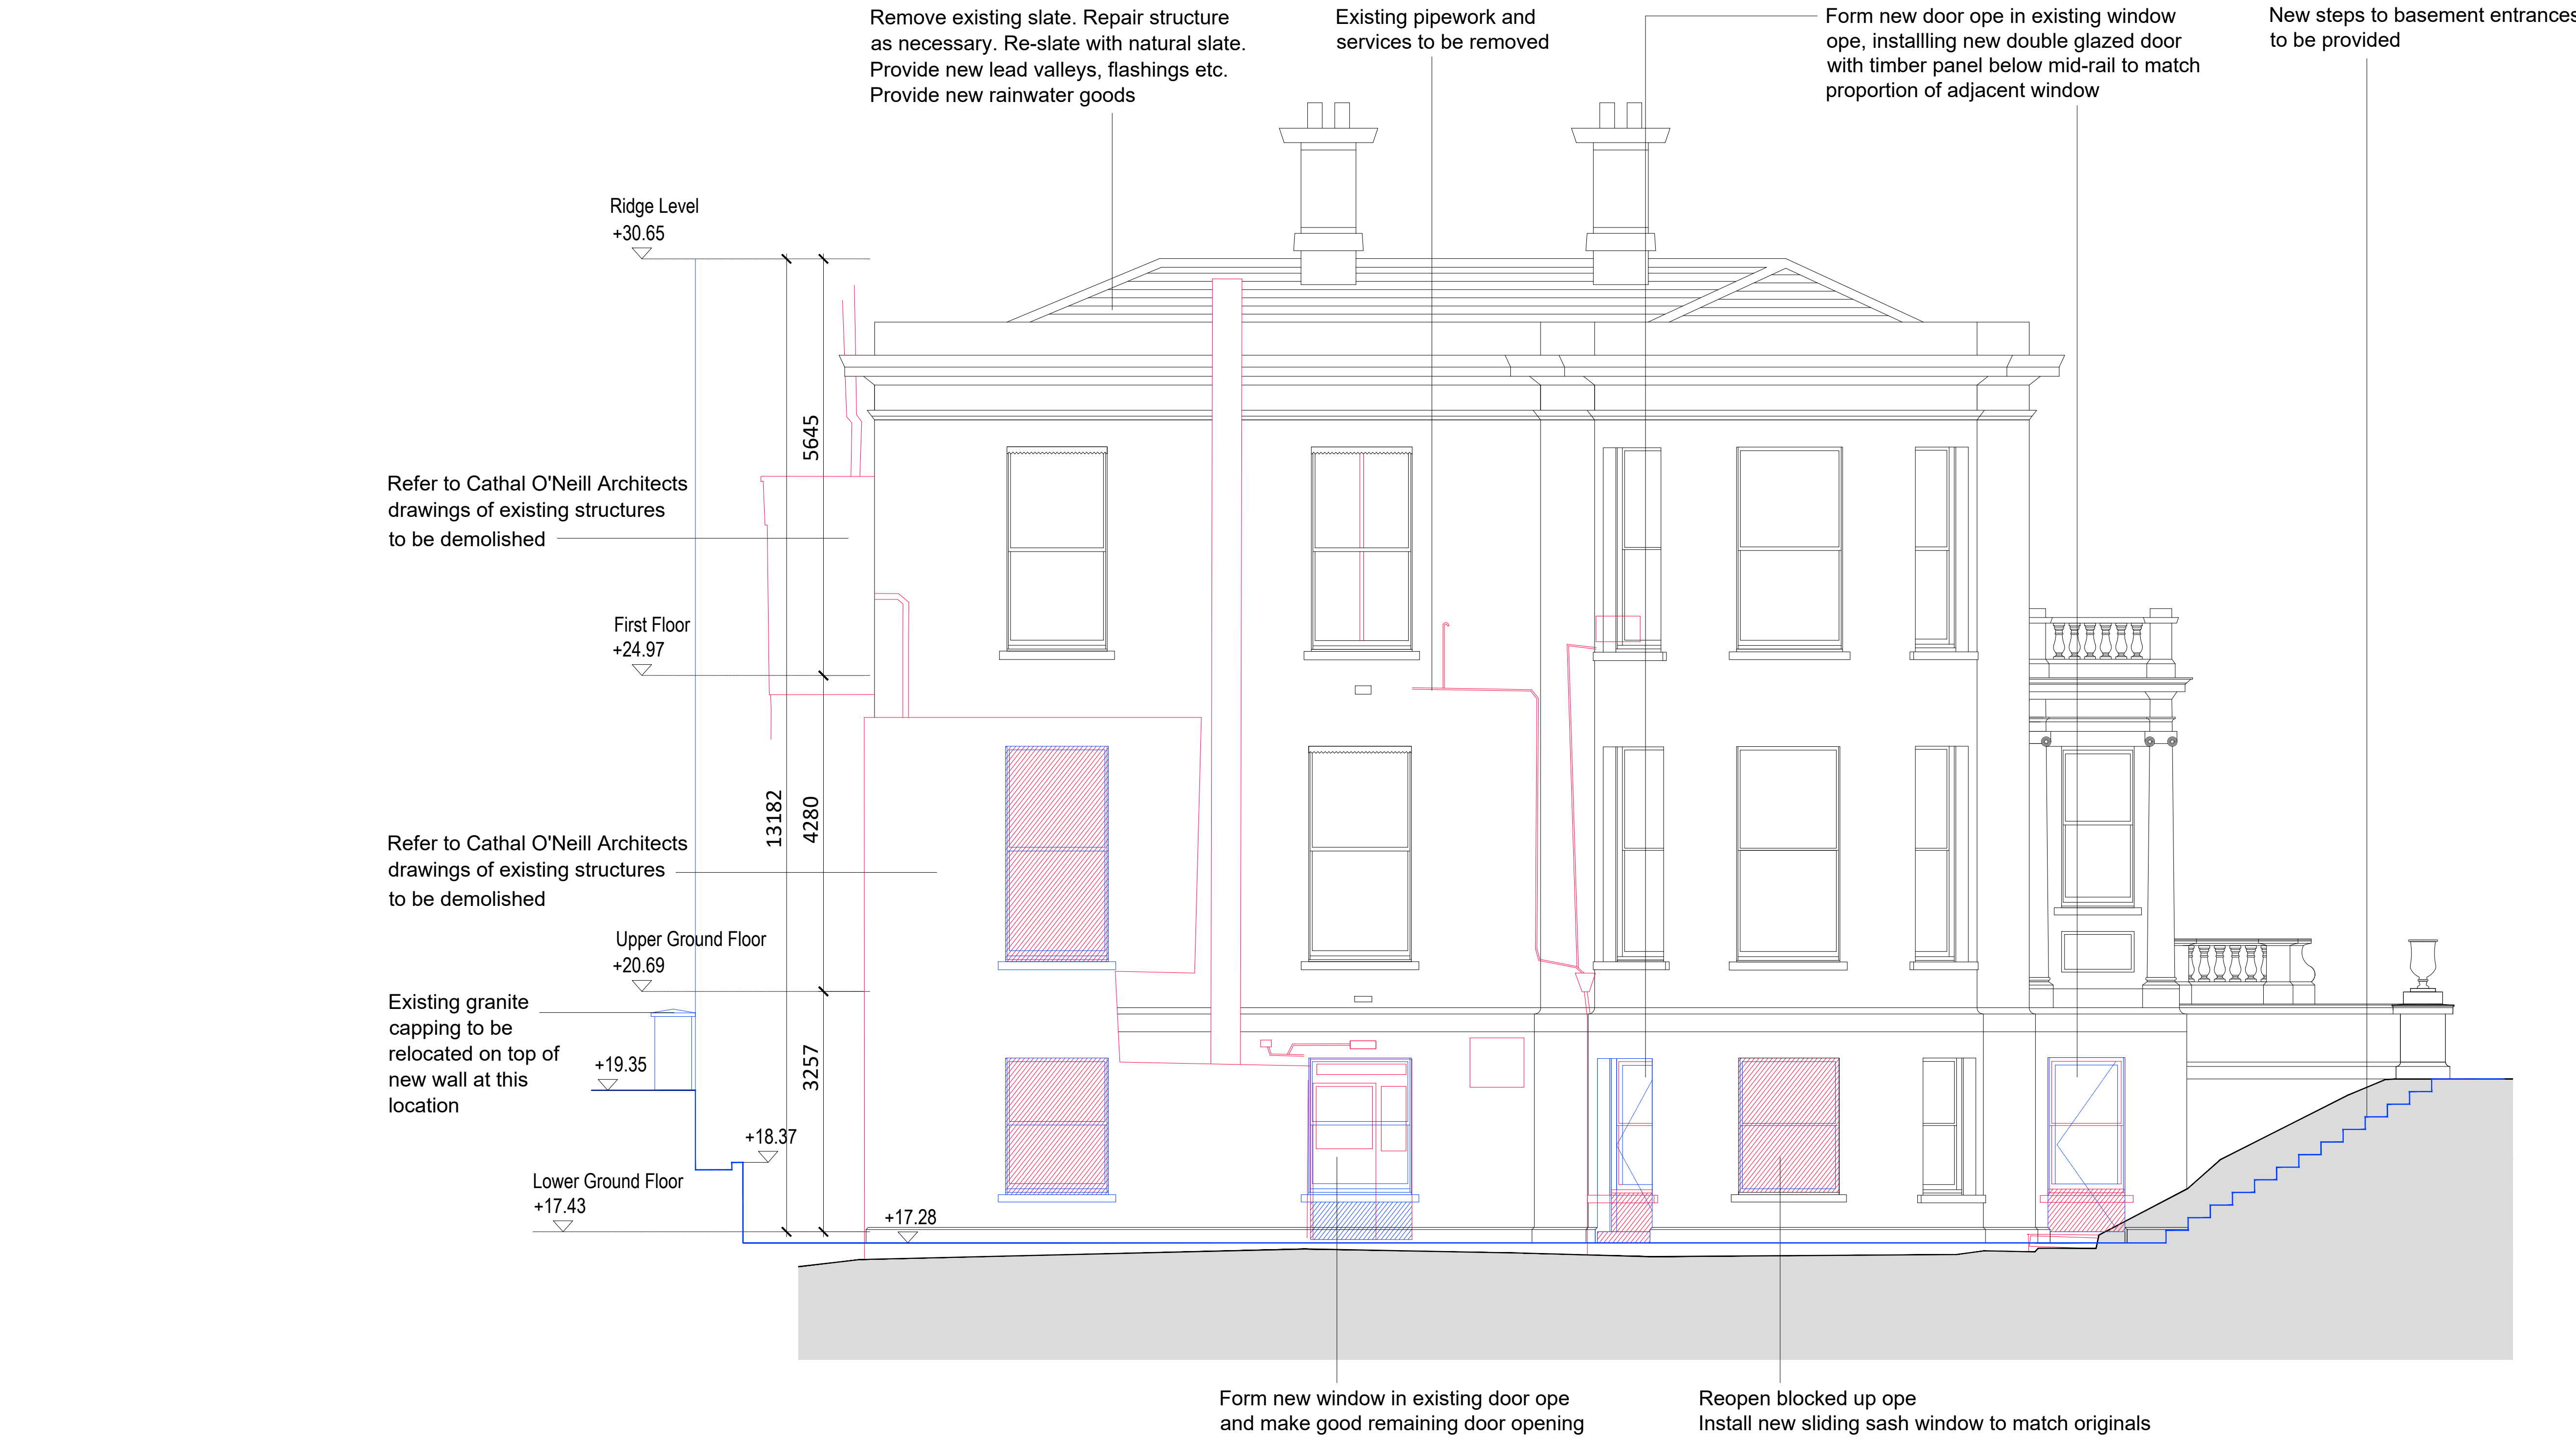 Remove existing slate. Repair structure
as necessary. Re-slate with natural slate.
Provide new lead valleys, flashings etc.
Provide new rainwater goods
Existing pipework and
services to be removed
Form new door ope in existing window
ope, installling new double glazed door
with timber panel below mid-rail to match
proportion of adjacent window
New steps to basement entrances
to be provided
Ridge Level
+30.65
5645
Refer to Cathal O'Neill Architects
drawings of existing structures
to be demolished
First Floor
+24.97
13182
4280
Refer to Cathal O'Neill Architects
drawings of existing structures
to be demolished
Upper Ground Floor
+20.69
Existing granite
capping to be
relocated on top of
new wall at this
location
+19.35
3257
+18.37
Lower Ground Floor
+17.43
+17.28
Form new window in existing door ope
and make good remaining door opening
Reopen blocked up ope
Install new sliding sash window to match originals